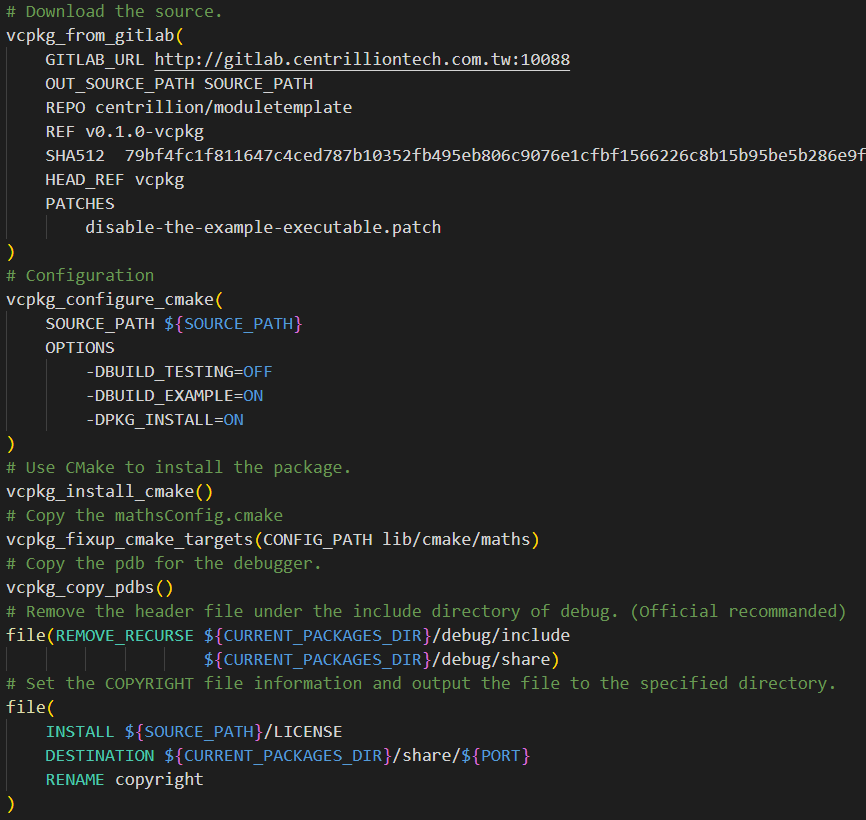 # Download the source.
vcpkg_from_gitlab(
    GITLAB_URL http://gitlab.centrilliontech.com.tw:10088
    OUT_SOURCE_PATH SOURCE_PATH
    REPO centrillion/moduletemplate
    REF v0.1.0-vcpkg
    SHA512  79bf4fc1f811647c4ced787b10352fb495eb806c9076e1cfbf1566226c8b15b95be5b286e9f
    HEAD_REF vcpkg
    PATCHES
        disable-the-example-executable.patch
)
# Configuration
vcpkg_configure_cmake(
    SOURCE_PATH ${SOURCE_PATH}
    OPTIONS
        -DBUILD_TESTING=OFF
        -DBUILD_EXAMPLE=ON
        -DPKG_INSTALL=ON
)
# Use CMake to install the package.
vcpkg_install_cmake()
# Copy the mathsConfig.cmake
vcpkg_fixup_cmake_targets(CONFIG_PATH lib/cmake/maths)
# Copy the pdb for the debugger.
vcpkg_copy_pdbs()
# Remove the header file under the include directory of debug. (Official recommanded)
file(REMOVE_RECURSE ${CURRENT_PACKAGES_DIR}/debug/include
                    ${CURRENT_PACKAGES_DIR}/debug/share)
# Set the COPYRIGHT file information and output the file to the specified directory.
file(
    INSTALL ${SOURCE_PATH}/LICENSE
    DESTINATION ${CURRENT_PACKAGES_DIR}/share/${PORT}
    RENAME copyright
)